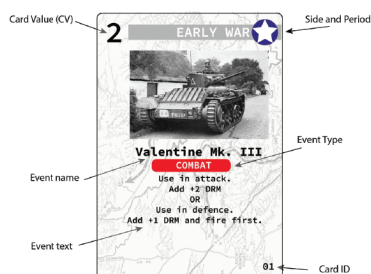 Card Value (CV)
2
EARLY WAR
Side and Period
Valentine Mk. III
Event Type
COMBAT
Event name
Use in attack.
Add +2 DRM
OR
Use in defence.
Add +1 DRM and fire first.
Event text
01
Card ID